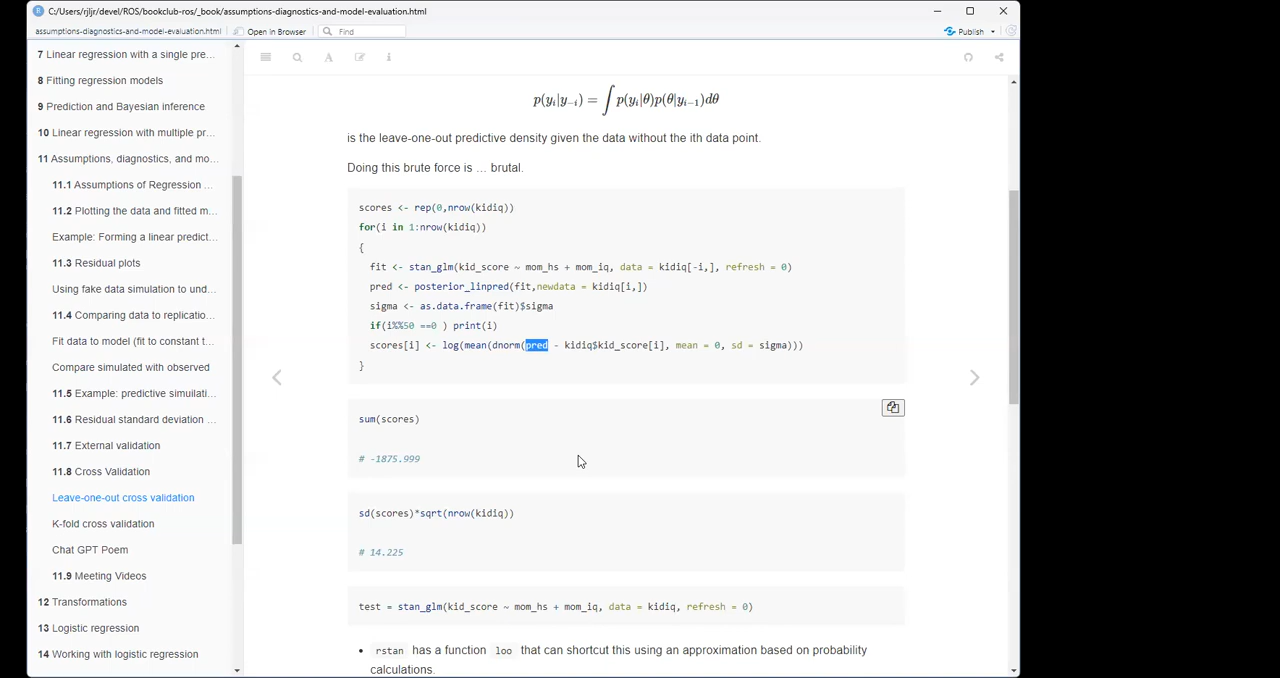 C:/Users/rjljr/devel/ROS/bookclub-ros/_book/assumptions-diagnostics-and-model-evaluation.html
assumptions-diagnostics-and-model-evaluation.html
Open in Browser
Find
Publish
7 Linear regression with a single pre...
8 Fitting regression models
9 Prediction and Bayesian inference
10 Linear regression with multiple pr...
11 Assumptions, diagnostics, and mo...
11.1 Assumptions of Regression ...
11.2 Plotting the data and fitted m...
Example: Forming a linear predict...
11.3 Residual plots
Using fake data simulation to und...
11.4 Comparing data to replicatio...
Fit data to model (fit to constant t...
Compare simulated with observed
11.5 Example: predictive simuilati...
11.6 Residual standard deviation ...
11.7 External validation
11.8 Cross Validation
Leave-one-out cross validation
K-fold cross validation
Chat GPT Poem
11.9 Meeting Videos
12 Transformations
13 Logistic regression
14 Working with logistic regression
p(y_i|y_{-i}) = ∫ p(y_i|θ)p(θ|y_{i-1})dθ
is the leave-one-out predictive density given the data without the ith data point.
Doing this brute force is ... brutal.
scores <- rep(0,nrow(kidiq))
for(i in 1:nrow(kidiq))
{
fit <- stan_glm(kid_score ~ mom_hs + mom_iq, data = kidiq[-i,], refresh = 0)
pred <- posterior_linpred(fit,newdata = kidiq[i,])
sigma <- as.data.frame(fit)$sigma
if(i%%50 ==0 ) print(i)
scores[i] <- log(mean(dnorm(pred - kidiq$kid_score[i], mean = 0, sd = sigma)))
}
sum(scores)
# -1875.999
sd(scores)*sqrt(nrow(kidiq))
# 14.225
test = stan_glm(kid_score ~ mom_hs + mom_iq, data = kidiq, refresh = 0)
• rstan has a function loo that can shortcut this using an approximation based on probability
calculations.